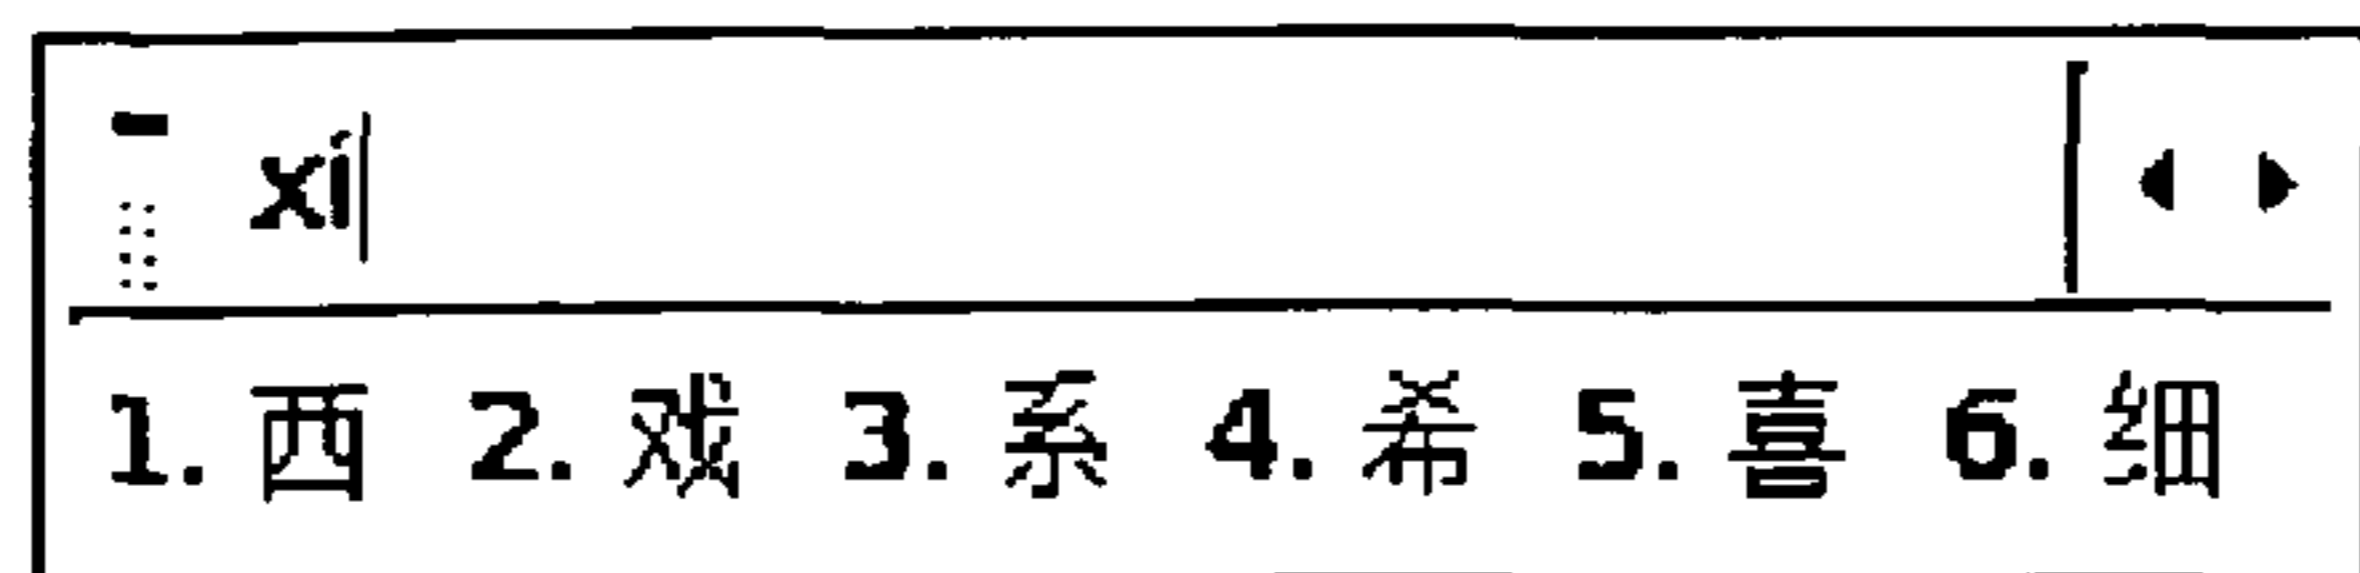 xi
1. 西 2. 戏 3. 系 4. 希 5. 喜 6. 细